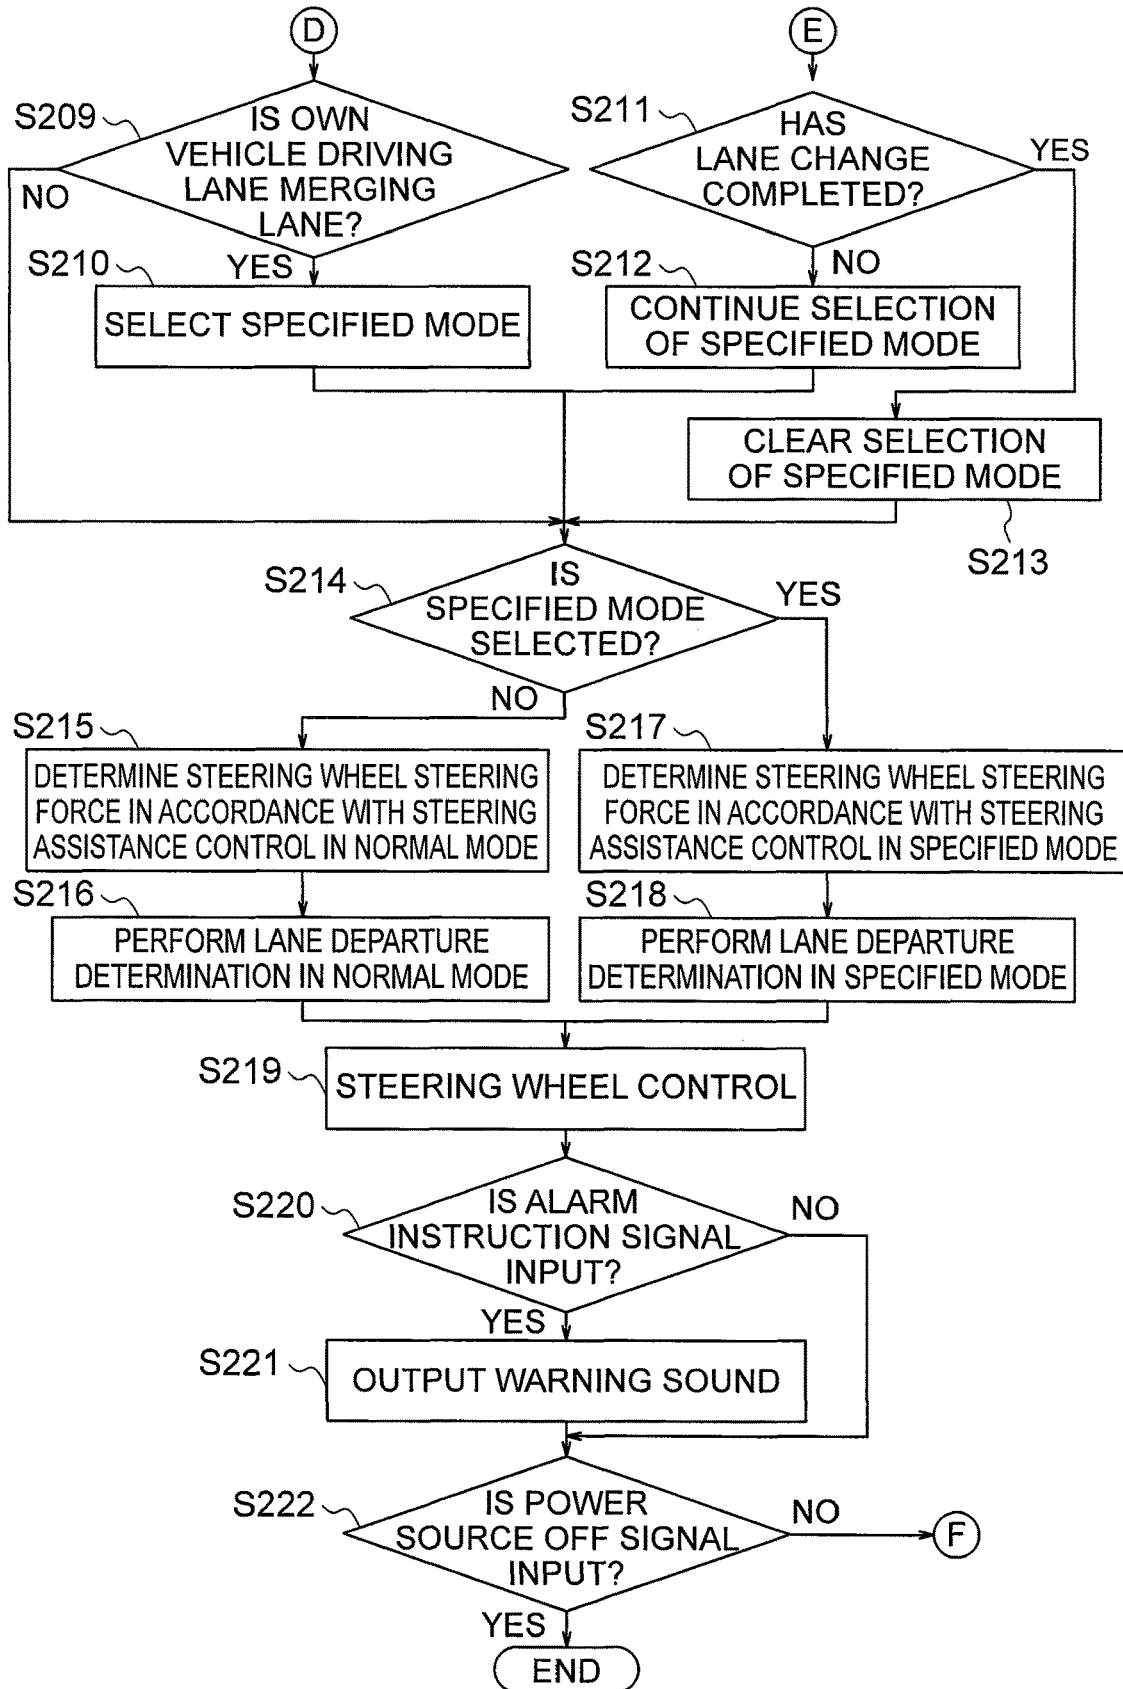 D
S209
IS OWN
VEHICLE DRIVING
LANE MERGING
LANE?
NO
YES
S210
SELECT SPECIFIED MODE
E
S211
HAS
LANE CHANGE
COMPLETED?
YES
NO
S212
CONTINUE SELECTION
OF SPECIFIED MODE
CLEAR SELECTION
OF SPECIFIED MODE
S213
S214
IS
SPECIFIED MODE
SELECTED?
YES
NO
S215
DETERMINE STEERING WHEEL STEERING
FORCE IN ACCORDANCE WITH STEERING
ASSISTANCE CONTROL IN NORMAL MODE
S216
PERFORM LANE DEPARTURE
DETERMINATION IN NORMAL MODE
S217
DETERMINE STEERING WHEEL STEERING
FORCE IN ACCORDANCE WITH STEERING
ASSISTANCE CONTROL IN SPECIFIED MODE
S218
PERFORM LANE DEPARTURE
DETERMINATION IN SPECIFIED MODE
S219
STEERING WHEEL CONTROL
S220
IS ALARM
INSTRUCTION SIGNAL
INPUT?
NO
YES
S221
OUTPUT WARNING SOUND
S222
IS POWER
SOURCE OFF SIGNAL
INPUT?
NO
F
YES
END